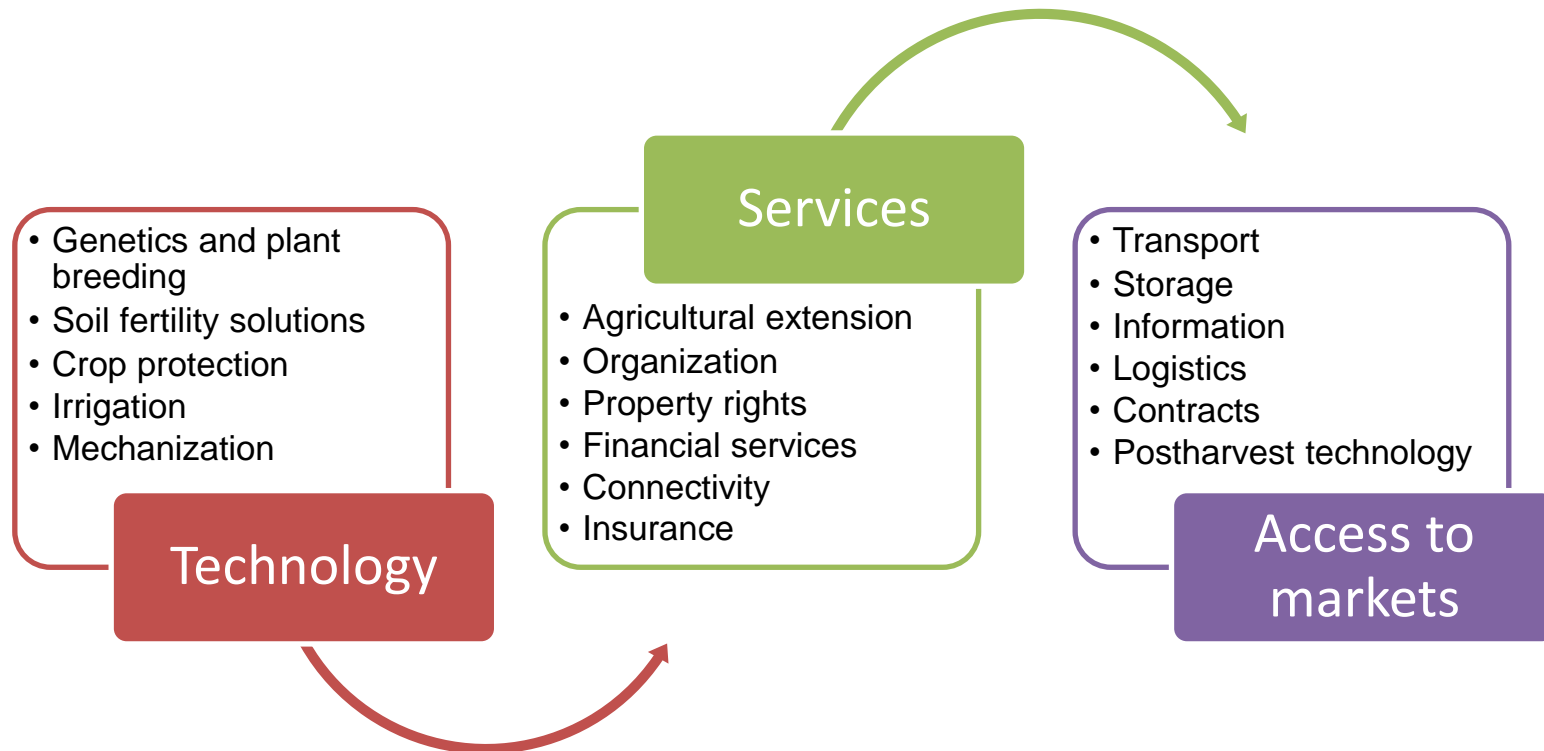 • Genetics and plant
breeding
• Soil fertility solutions
• Crop protection
• Irrigation
• Mechanization
Technology
Services
• Agricultural extension
• Organization
• Property rights
• Financial services
• Connectivity
• Insurance
• Transport
• Storage
• Information
• Logistics
• Contracts
• Postharvest technology
Access to
markets